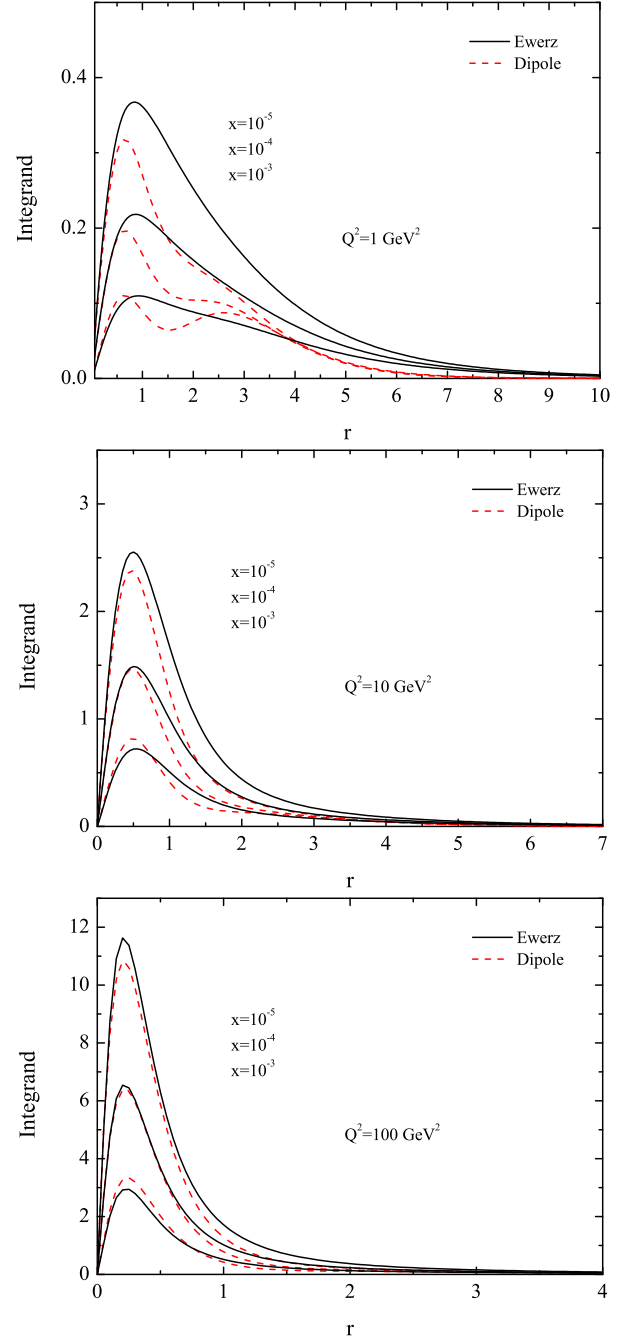 Ewerz
Dipole
0.4
x=10^-5
x=10^-4
x=10^-3
Integrand
0.2
Q^2=1 GeV^2
0.0
1 2 3 4 5 6 7 8 9 10
r
3
Ewerz
Dipole
x=10^-5
x=10^-4
x=10^-3
2
Integrand
Q^2=10 GeV^2
1
0
0 1 2 3 4 5 6 7
r
12
Ewerz
Dipole
10
8
x=10^-5
x=10^-4
x=10^-3
Integrand
6
Q^2=100 GeV^2
4
2
0
0 1 2 3 4
r